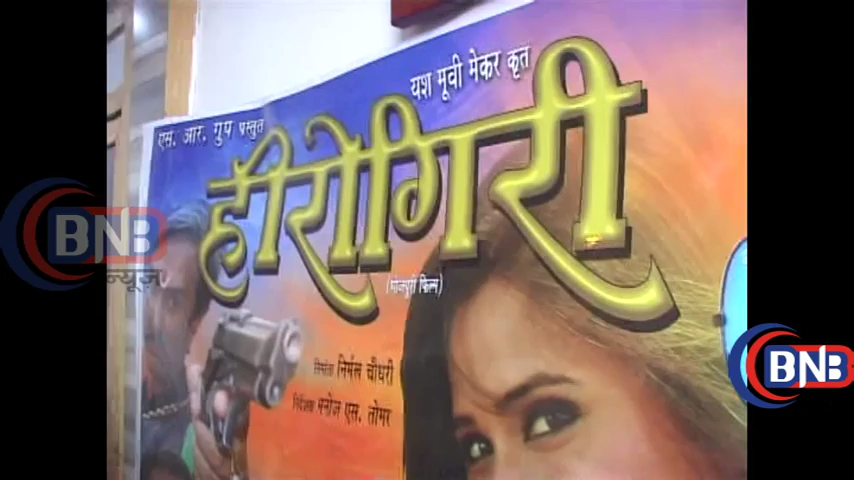 यश मूवी मेकर कृत
एस. आर. ग्रुप प्रस्तुत
हीरोगिरी
(भोजपुरी फिल्म)
निर्माता निर्मल चौधरी
निर्देशक मनोज एस. तोमर
BNB
न्यूज़
BNB